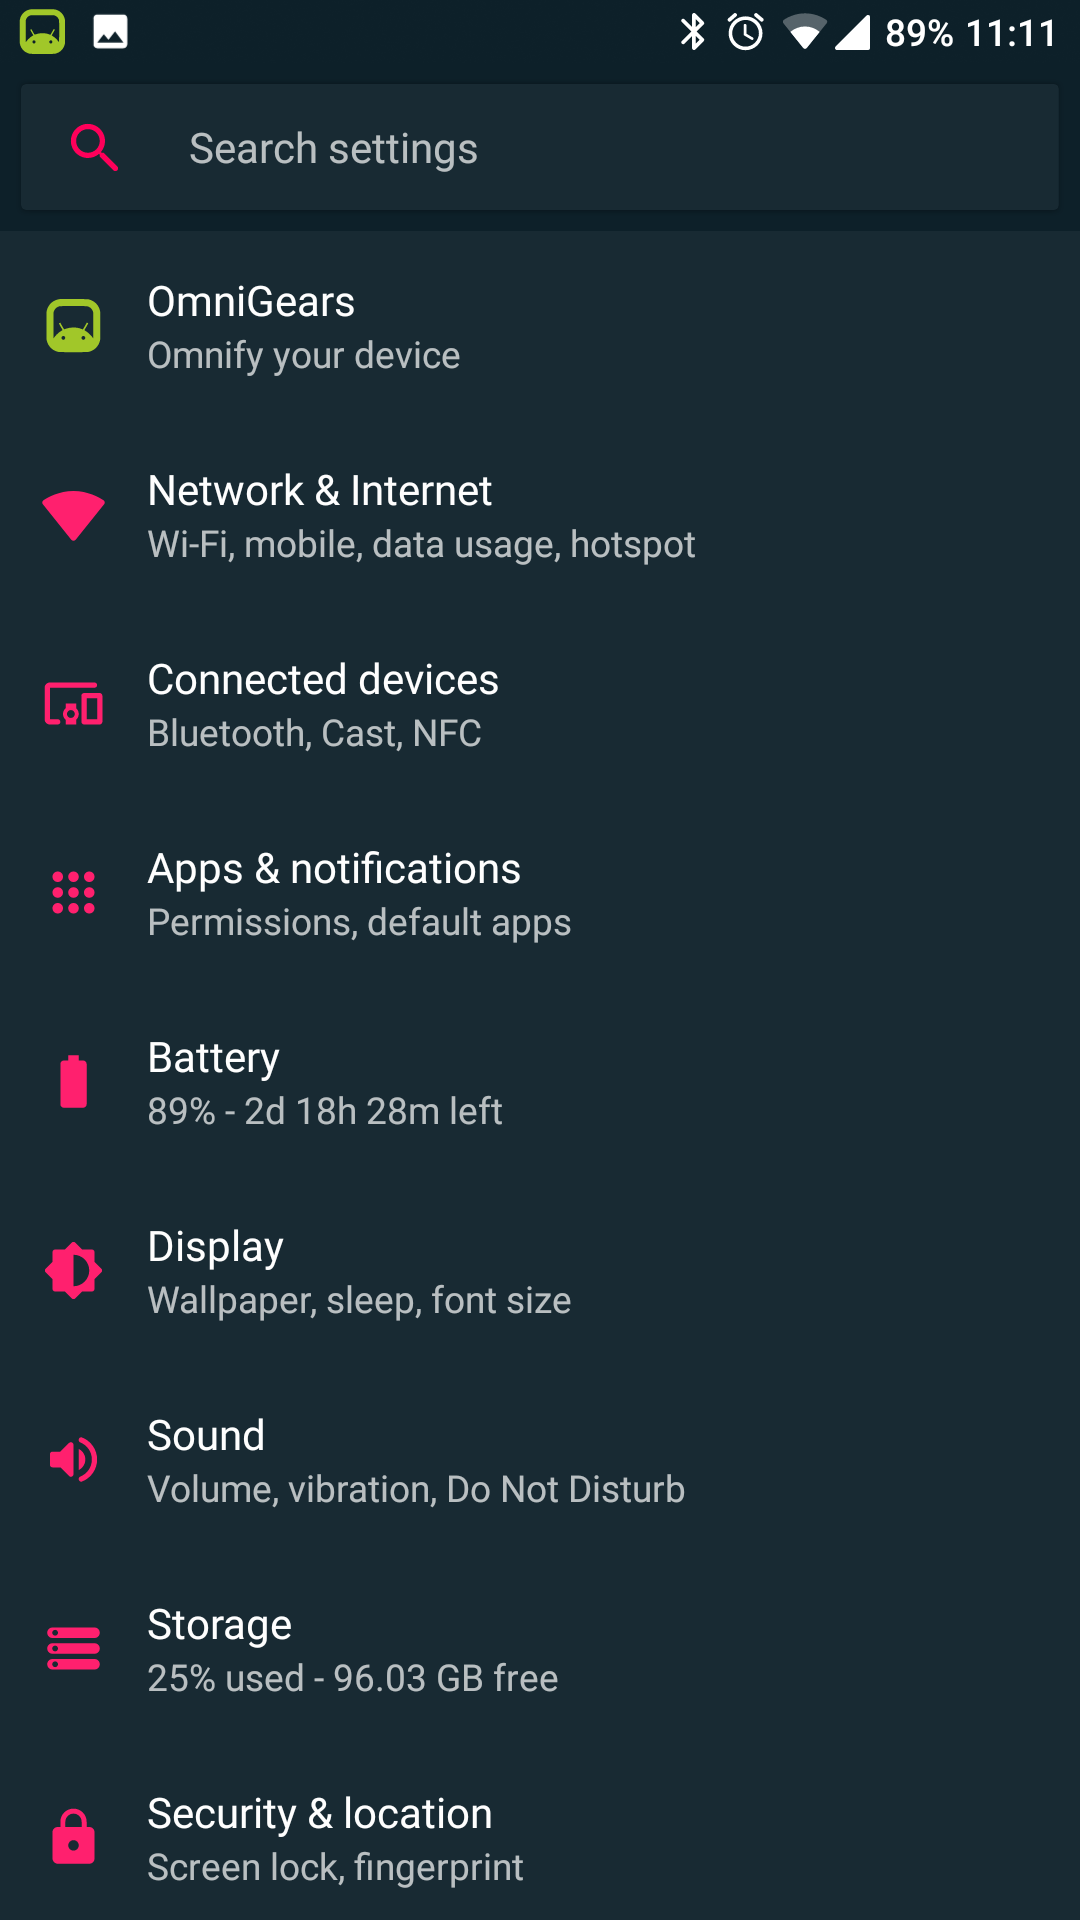 89% 11:11
Search settings
OmniGears
Omnify your device
Network & Internet
Wi-Fi, mobile, data usage, hotspot
Connected devices
Bluetooth, Cast, NFC
Apps & notifications
Permissions, default apps
Battery
89% - 2d 18h 28m left
Display
Wallpaper, sleep, font size
Sound
Volume, vibration, Do Not Disturb
Storage
25% used - 96.03 GB free
Security & location
Screen lock, fingerprint